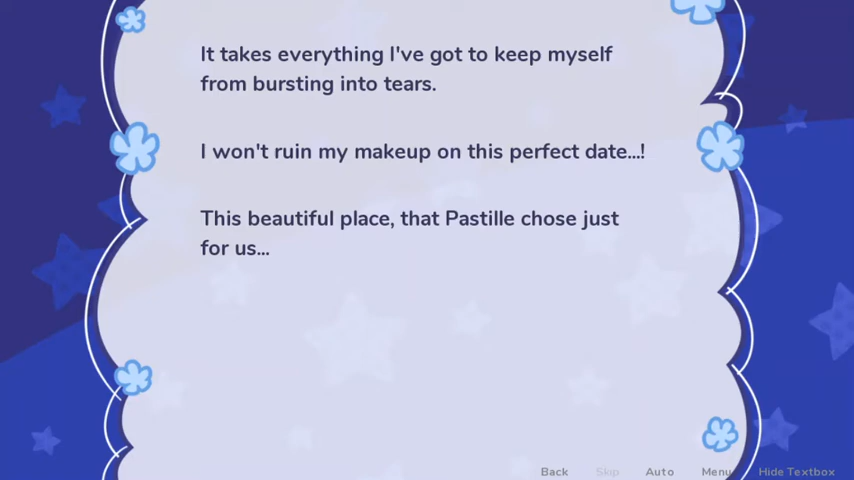 It takes everything I've got to keep myself
from bursting into tears.
I won't ruin my makeup on this perfect date...!
This beautiful place, that Pastille chose just
for us...
Back Skip Auto Menu Hide Textbox